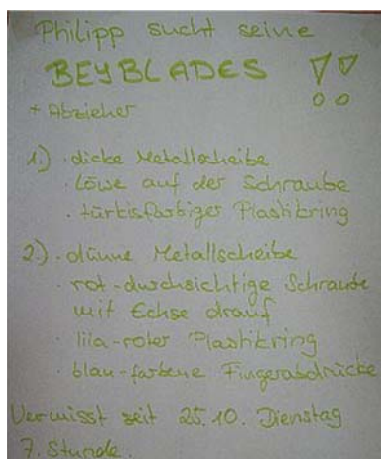 Philipp sucht seine
BEYBLADES !!
+ Abzieher
1.) · dicke Metallscheibe
· Löwe auf der Schraube
· türkisfarbiger Plastikring
2.) · dünne Metallscheibe
· rot-durchsichtige Schraube
mit Echse drauf
· lila-roter Plastikring
· blau-farbene Fingerabdrücke
Vermisst seit 25.10. Dienstag
7. Stunde.